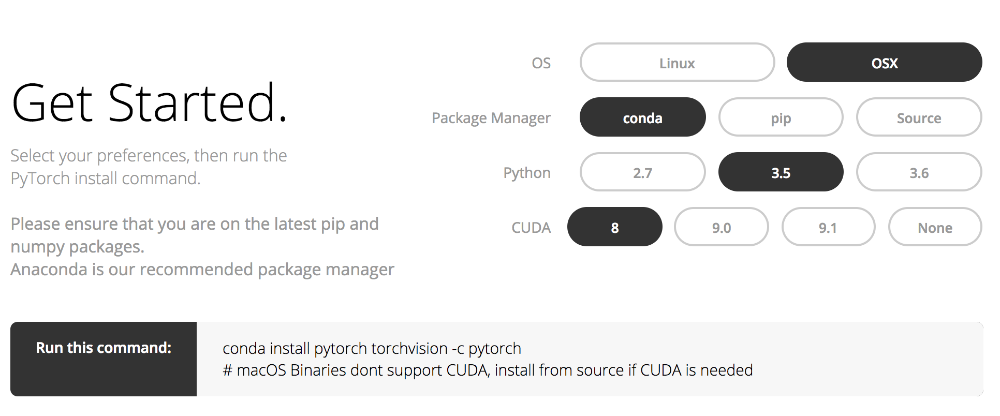 Get Started.
Select your preferences, then run the
PyTorch install command.
Please ensure that you are on the latest pip and
numpy packages.
Anaconda is our recommended package manager
OS Linux OSX
Package Manager conda pip Source
Python 2.7 3.5 3.6
CUDA 8 9.0 9.1 None
Run this command:
conda install pytorch torchvision -c pytorch
# macOS Binaries dont support CUDA, install from source if CUDA is needed